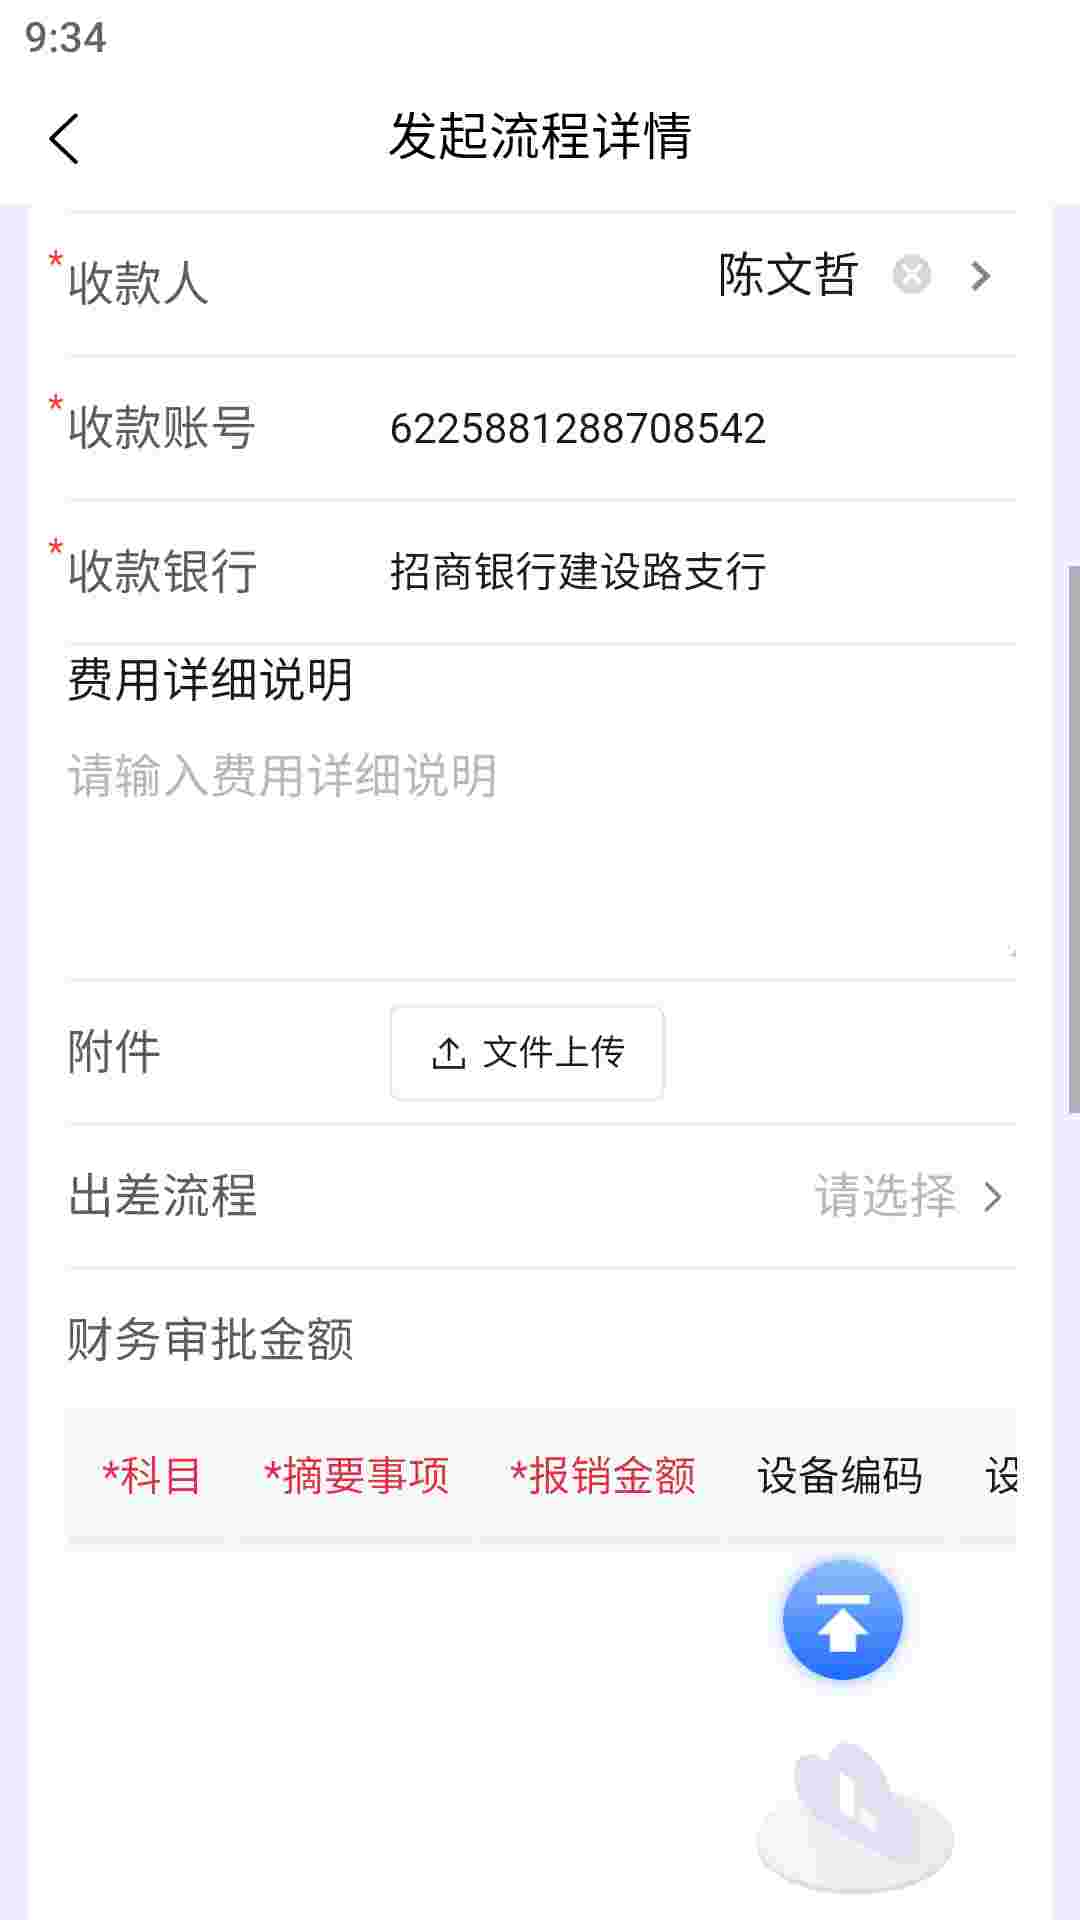 9:34
发起流程详情
*收款人 陈文哲
*收款账号 6225881288708542
*收款银行 招商银行建设路支行
费用详细说明
请输入费用详细说明
附件 文件上传
出差流程 请选择
财务审批金额
*科目 *摘要事项 *报销金额 设备编码 设